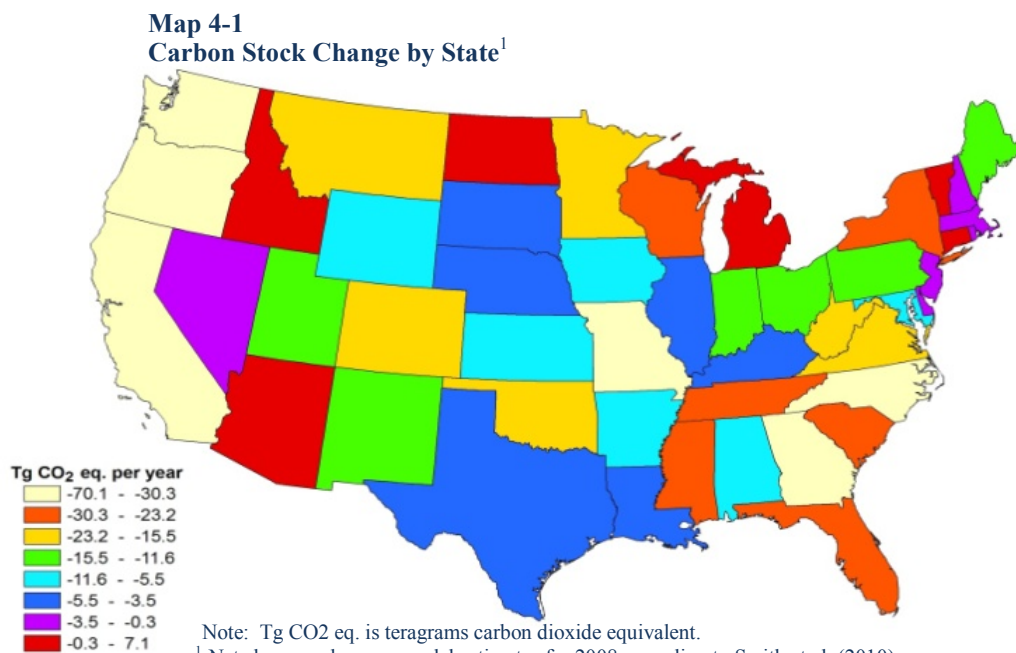 Map 4-1
Carbon Stock Change by State¹
Tg CO₂ eq. per year
-70.1 - -30.3
-30.3 - -23.2
-23.2 - -15.5
-15.5 - -11.6
-11.6 - -5.5
-5.5 - -3.5
-3.5 - -0.3
-0.3 - 7.1
Note: Tg CO2 eq. is teragrams carbon dioxide equivalent.